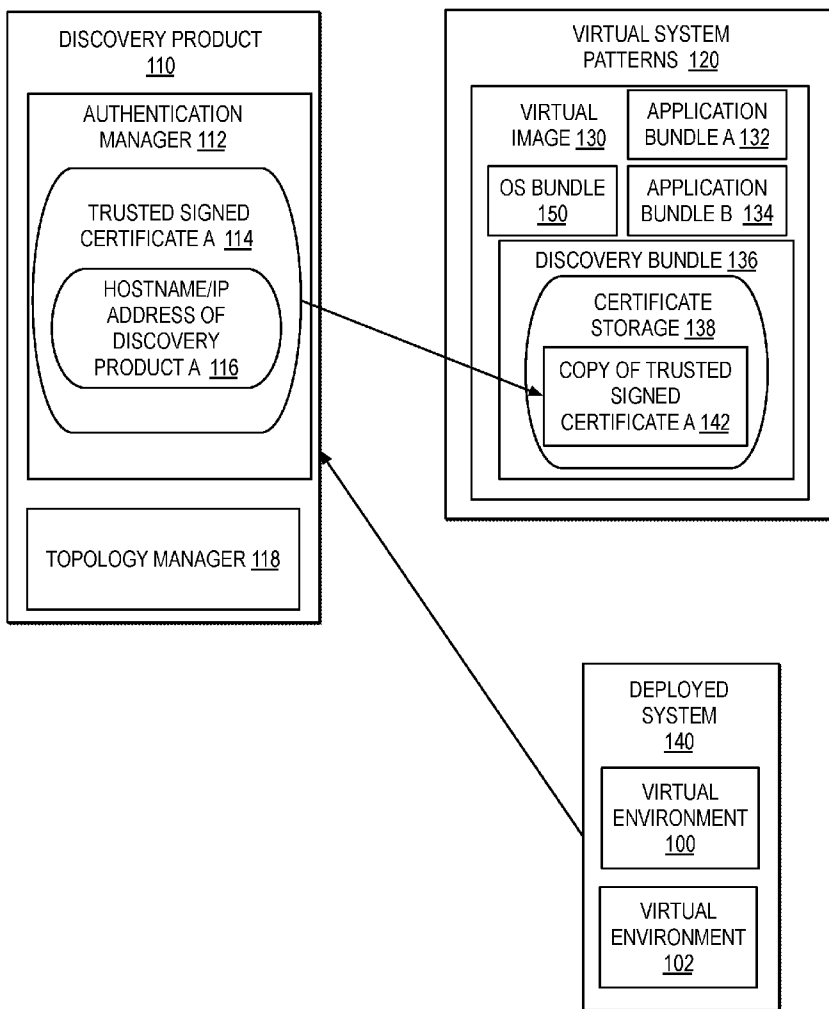 DISCOVERY PRODUCT
110
AUTHENTICATION
MANAGER 112
TRUSTED SIGNED
CERTIFICATE A 114
HOSTNAME/IP
ADDRESS OF
DISCOVERY
PRODUCT A 116
TOPOLOGY MANAGER 118
VIRTUAL SYSTEM
PATTERNS 120
VIRTUAL
IMAGE 130
APPLICATION
BUNDLE A 132
OS BUNDLE
150
APPLICATION
BUNDLE B 134
DISCOVERY BUNDLE 136
CERTIFICATE
STORAGE 138
COPY OF TRUSTED
SIGNED
CERTIFICATE A 142
DEPLOYED
SYSTEM
140
VIRTUAL
ENVIRONMENT
100
VIRTUAL
ENVIRONMENT
102